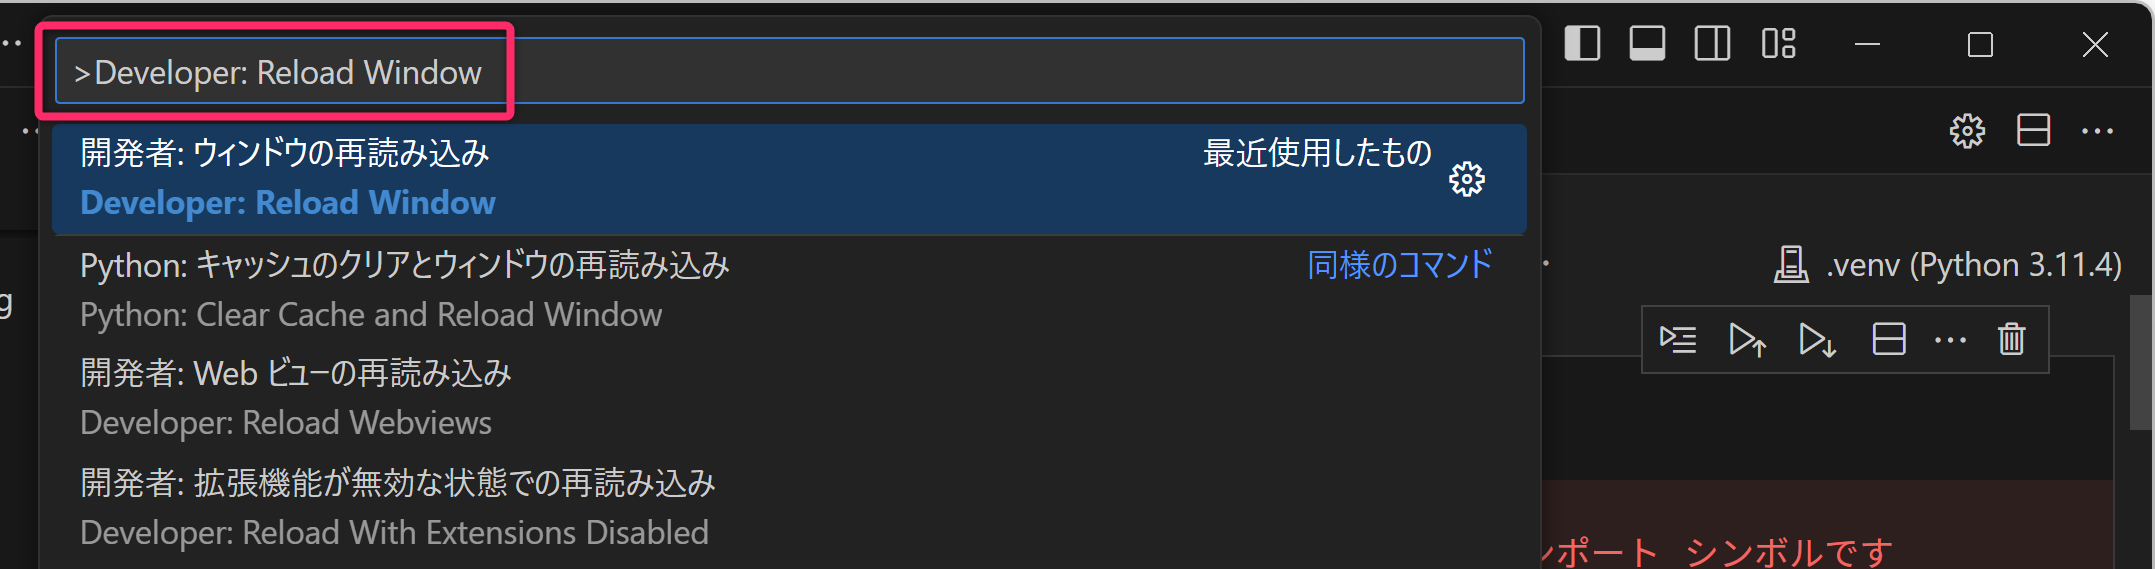 >Developer: Reload Window
開発者: ウィンドウの再読み込み
最近使用したもの
Developer: Reload Window
Python: キャッシュのクリアとウィンドウの再読み込み
同様のコマンド
Python: Clear Cache and Reload Window
開発者: Web ビューの再読み込み
Developer: Reload Webviews
開発者: 拡張機能が無効な状態での再読み込み
Developer: Reload With Extensions Disabled
g
.venv (Python 3.11.4)
ンポート シンボルです